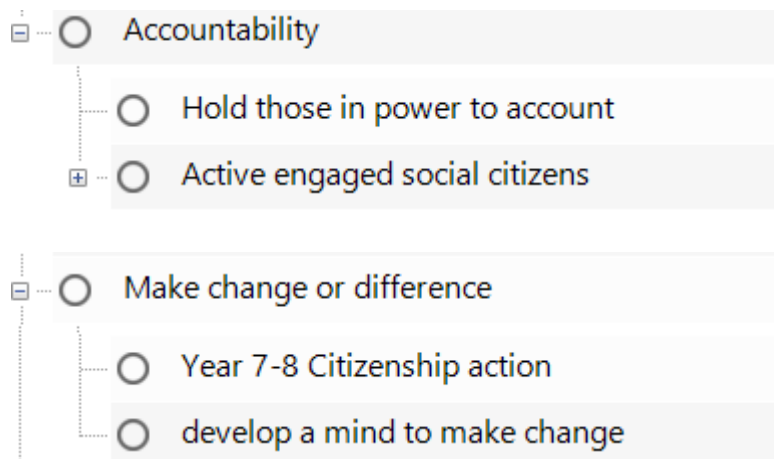 Accountability
Hold those in power to account
Active engaged social citizens
Make change or difference
Year 7-8 Citizenship action
develop a mind to make change